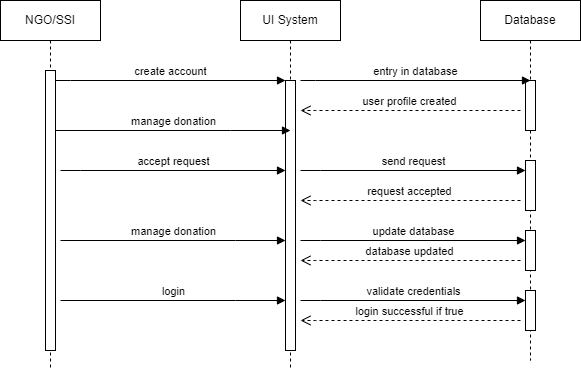 NGO/SSI
UI System
Database
create account
entry in database
user profile created
manage donation
accept request
send request
request accepted
manage donation
update database
database updated
login
validate credentials
login successful if true